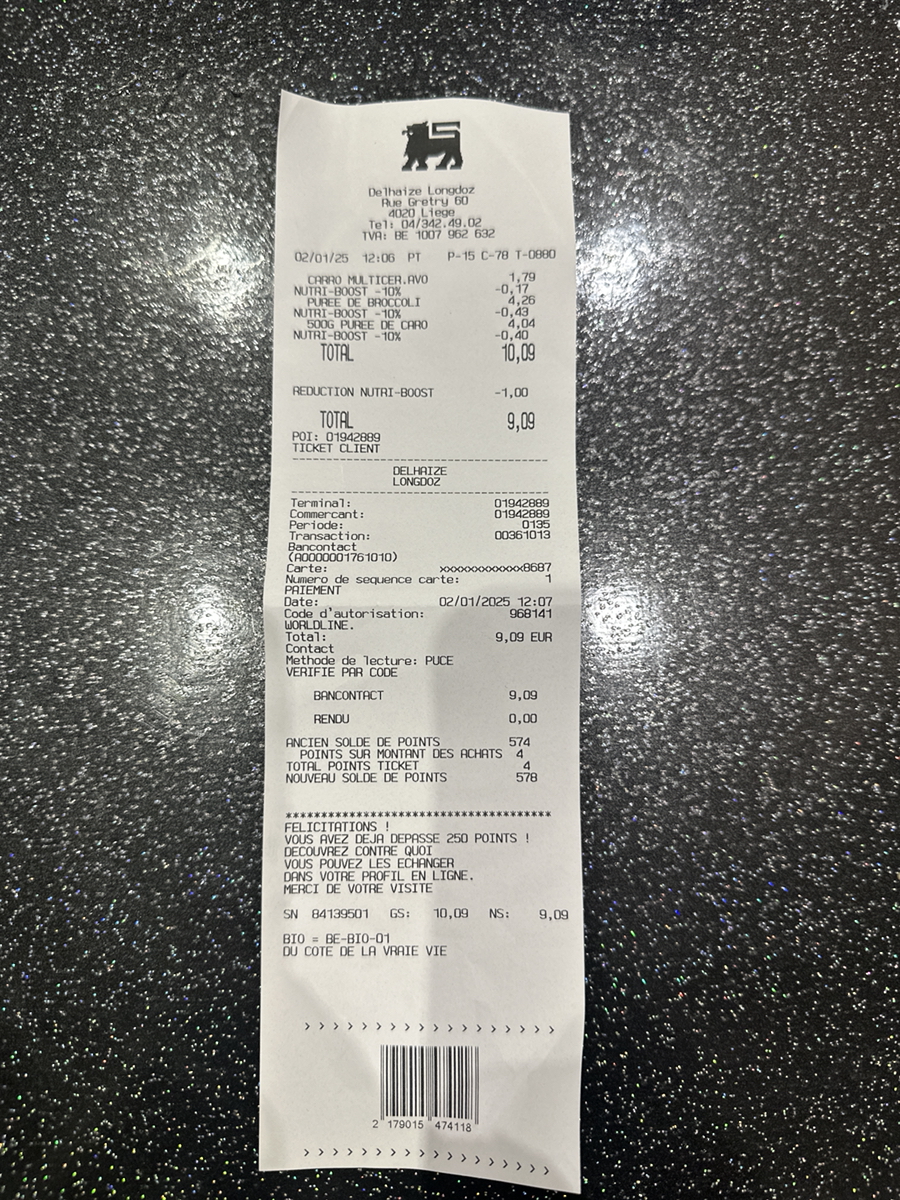 Delhaize Longdoz
Rue Gretry 60
4020 Liege
Tel: 04/342.49.02
TVA: BE 1007 962 632
02/01/25 12:06 PT P-15 C-78 T-0880
CARRO MULTICER.AVO 1,79
NUTRI-BOOST -10% -0,17
PUREE DE BROCCOLI 4,26
NUTRI-BOOST -10% -0,43
500G PUREE DE CARO 4,04
NUTRI-BOOST -10% -0,40
TOTAL 10,09
REDUCTION NUTRI-BOOST -1,00
TOTAL 9,09
POI: 01942889
TICKET CLIENT
DELHAIZE
LONGDOZ
Terminal: 01942889
Commercant: 01942889
Periode: 0135
Transaction: 00361013
Bancontact
(A0000001761010)
Carte: xxxxxxxxxxxxx8687
Numero de sequence carte: 1
PAIEMENT
Date: 02/01/2025 12:07
Code d'autorisation: 968141
WORLDLINE.
Total: 9,09 EUR
Contact
Methode de lecture: PUCE
VERIFIE PAR CODE
BANCONTACT 9,09
RENDU 0,00
ANCIEN SOLDE DE POINTS 574
POINTS SUR MONTANT DES ACHATS 4
TOTAL POINTS TICKET 4
NOUVEAU SOLDE DE POINTS 578
*************************************
FELICITATIONS !
VOUS AVEZ DEJA DEPASSE 250 POINTS !
DECOUVREZ CONTRE QUOI
VOUS POUVEZ LES ECHANGER
DANS VOTRE PROFIL EN LIGNE.
MERCI DE VOTRE VISITE
SN 84139501 GS: 10,09 NS: 9,09
BIO = BE-BIO-01
DU COTE DE LA VRAIE VIE
2 179015 474118